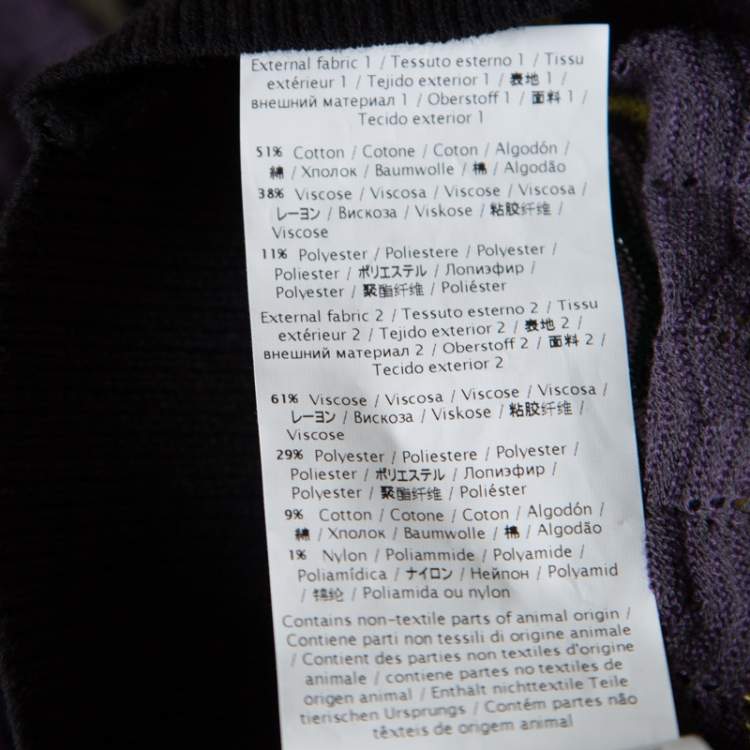 External fabric 1 / Tessuto esterno 1 / Tissu
extérieur 1 / Tejido exterior 1 / 表地 1 /
внешний материал 1 / Oberstoff 1 / 面料 1 /
Tecido exterior 1
51% Cotton / Cotone / Coton / Algodón /
綿 / Хполок / Baumwolle / 棉 / Algodão
38% Viscose / Viscosa / Viscose / Viscosa /
レーヨン / Вискоза / Viskose / 粘胶纤维 /
Viscose
11% Polyester / Poliestere / Polyester /
Poliester / ポリエステル / Лопиэфир /
Polyester / 聚酯纤维 / Poliéster
External fabric 2 / Tessuto esterno 2 / Tissu
extérieur 2 / Tejido exterior 2 / 表地 2 /
внешний материал 2 / Oberstoff 2 / 面料 2 /
Tecido exterior 2
61% Viscose / Viscosa / Viscose / Viscosa /
レーヨン / Вискоза / Viskose / 粘胶纤维 /
Viscose
29% Polyester / Poliestere / Polyester /
Poliester / ポリエステル / Лопиэфир /
Polyester / 聚酯纤维 / Poliéster
9% Cotton / Cotone / Coton / Algodón /
綿 / Хполок / Baumwolle / 棉 / Algodão
1% Nylon / Poliammide / Polyamide /
Poliamídica / ナイロン / Нейпон / Polyamid
/ 锦纶 / Poliamida ou nylon
Contains non-textile parts of animal origin /
Contiene parti non tessili di origine animale
/ Contient des parties non textiles d'origine
animale / contiene partes no textiles de
origen animal / Enthält nichttextile Teile
tierischen Ursprungs / Contém partes não
têxteis de origem animal